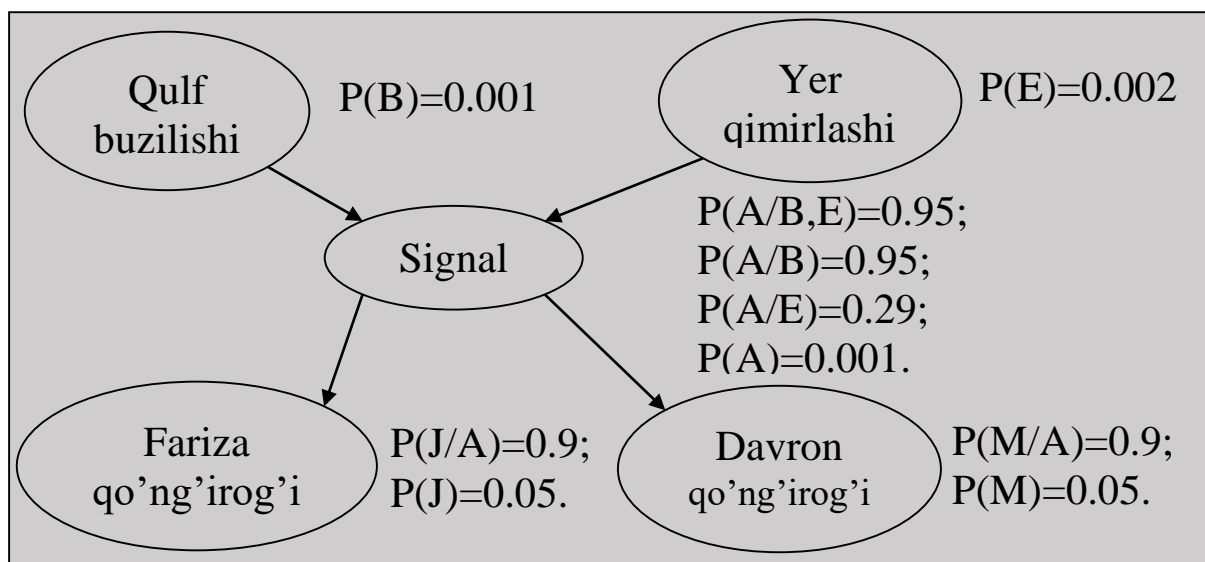 Qulf
buzilishi
P(B)=0.001
Yer
qimirlashi
P(E)=0.002
Signal
P(A/B,E)=0.95;
P(A/B)=0.95;
P(A/E)=0.29;
P(A)=0.001.
Fariza
qo’ng’irog’i
P(J/A)=0.9;
P(J)=0.05.
Davron
qo’ng’irog’i
P(M/A)=0.9;
P(M)=0.05.